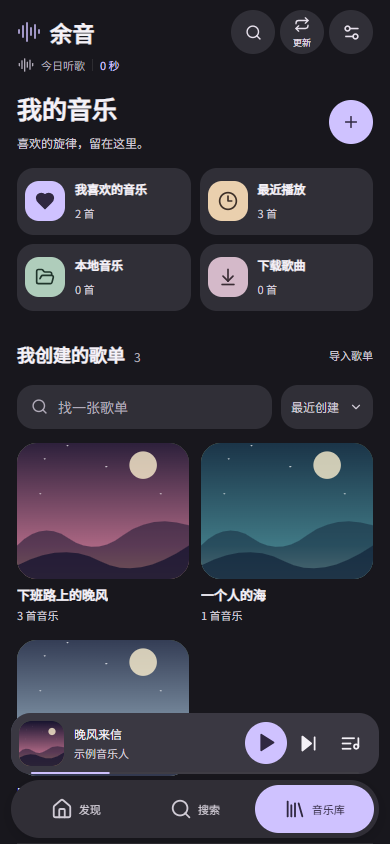 余音
更新
今日听歌 0 秒
我的音乐
喜欢的旋律，留在这里。
我喜欢的音乐
2 首
最近播放
3 首
本地音乐
0 首
下载歌曲
0 首
我创建的歌单 3
导入歌单
找一张歌单
最近创建
下班路上的晚风
3 首音乐
一个人的海
1 首音乐
晚风来信
示例音乐人
发现
搜索
音乐库